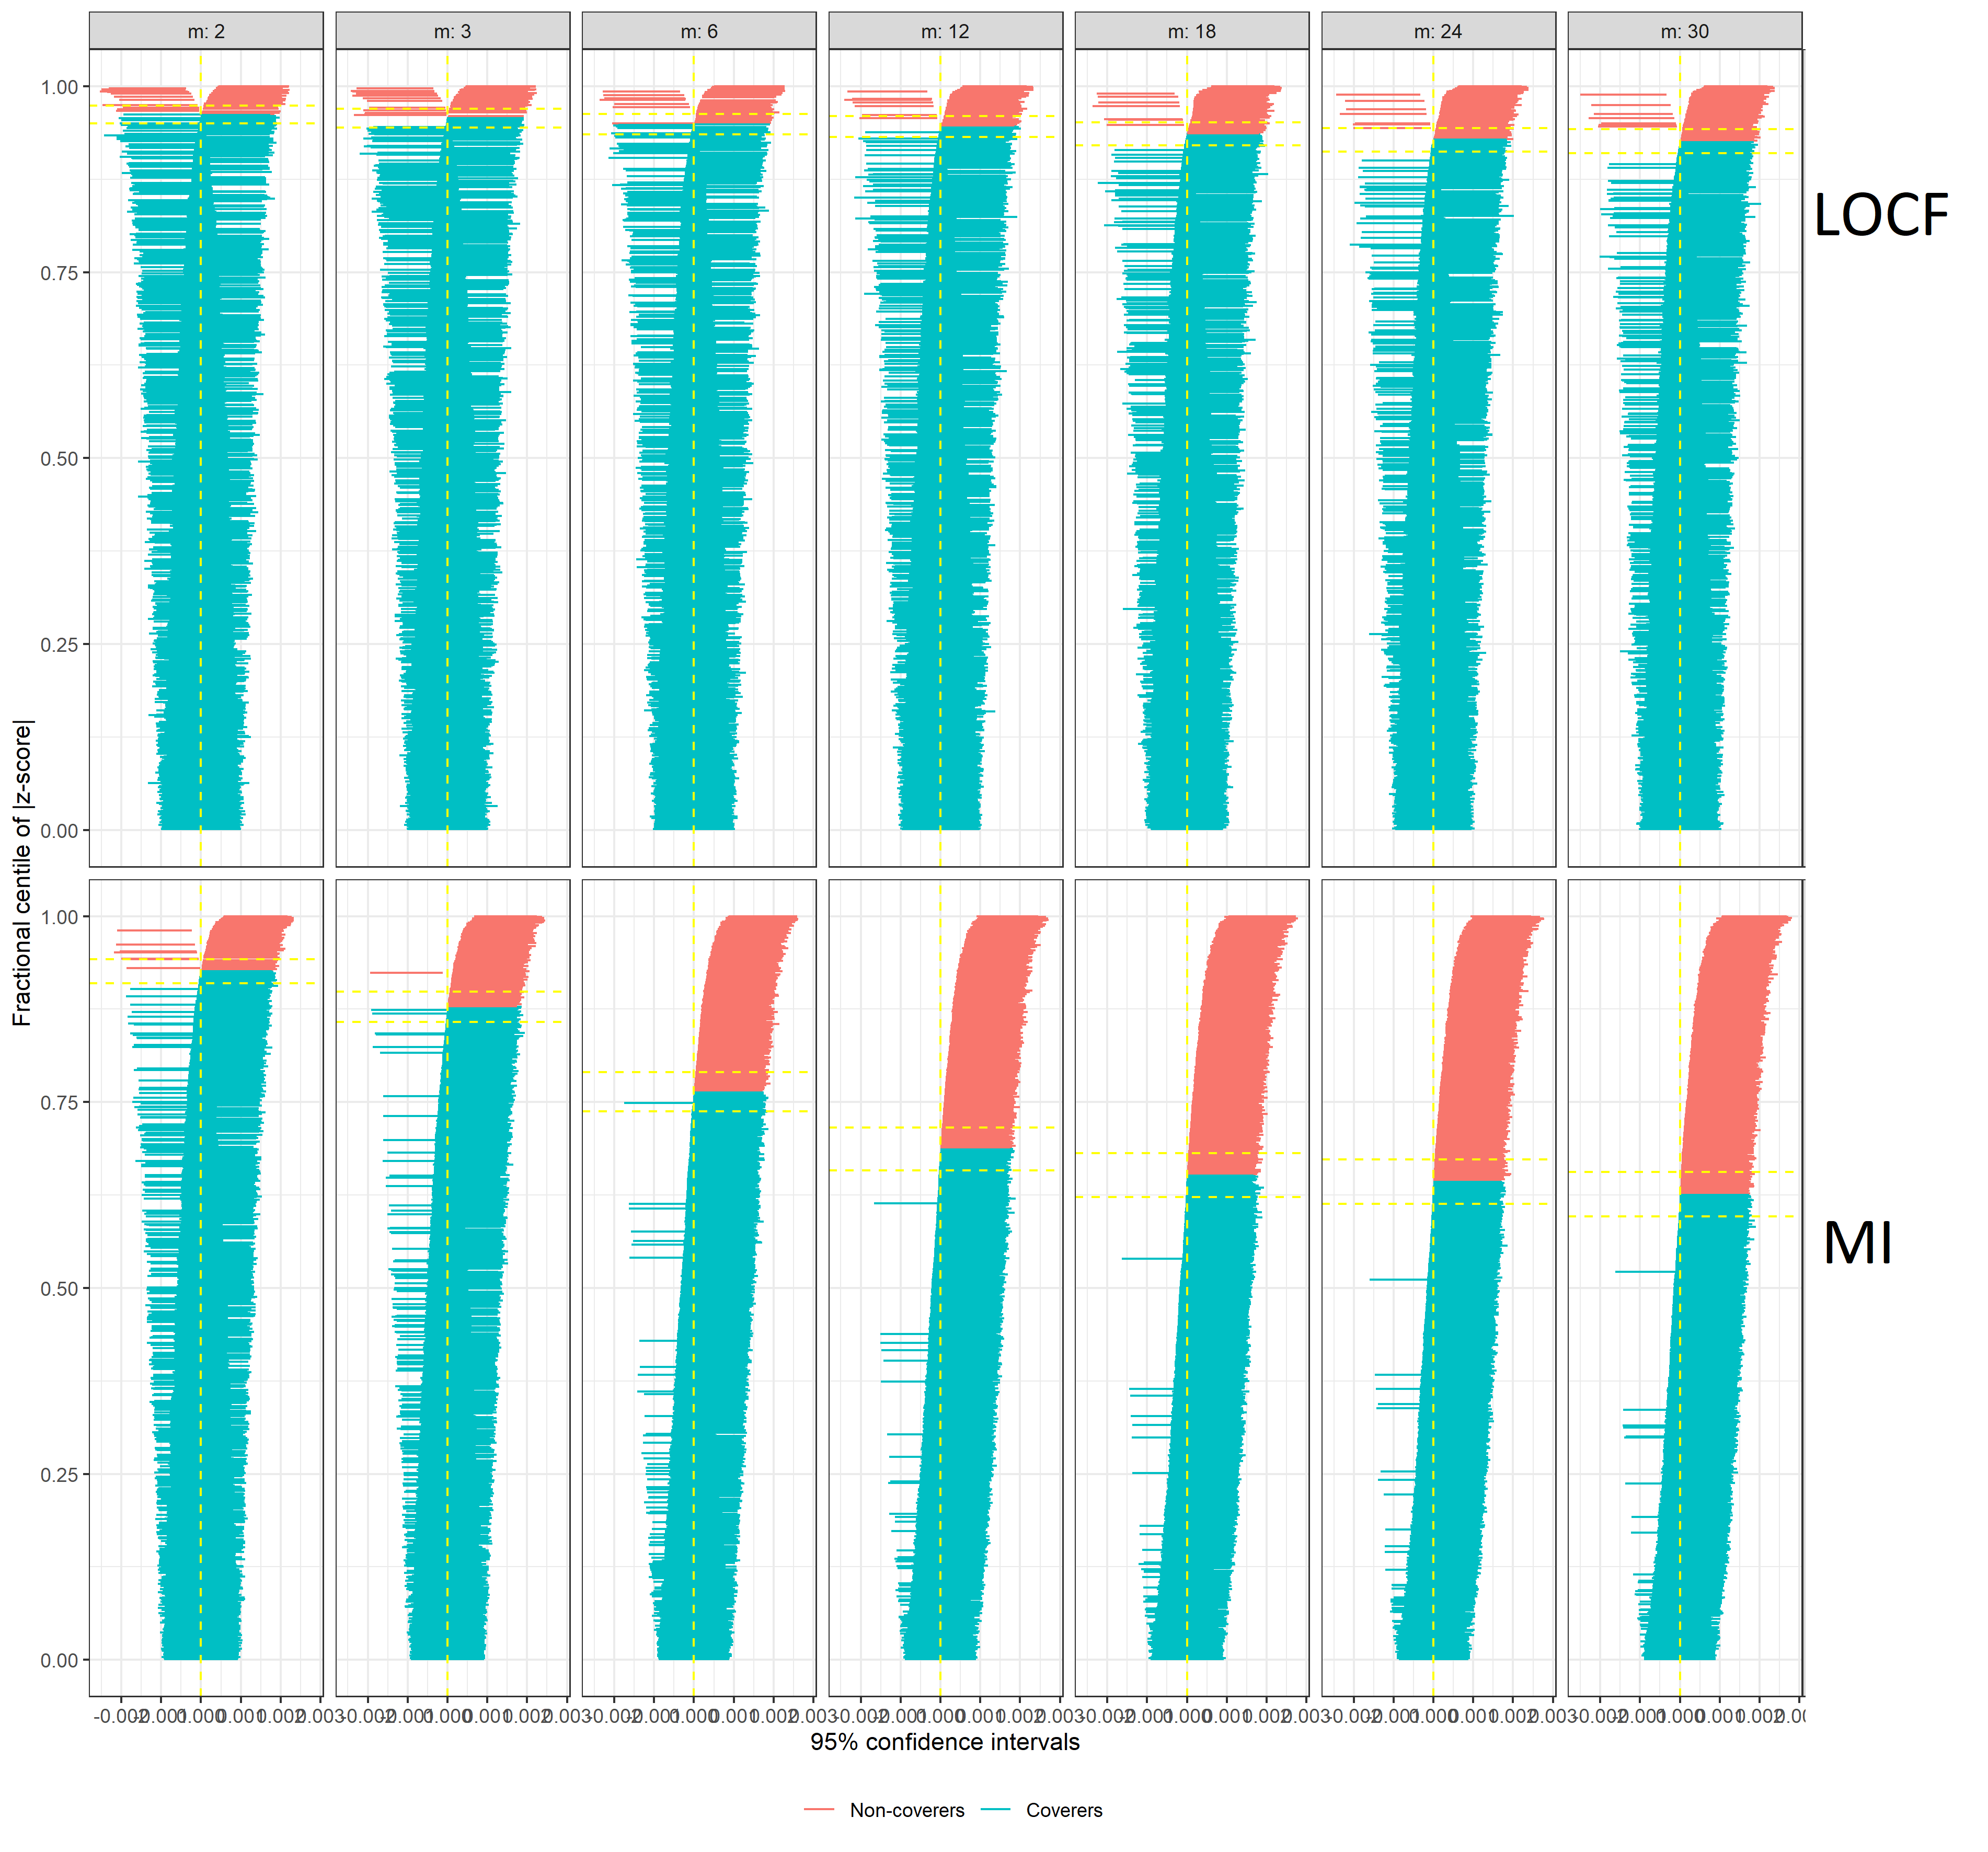 m: 2 m: 3 m: 6 m: 12 m: 18 m: 24 m: 30
1.00
0.75
0.50
0.25
0.00
LOCF
Fractional centile of |z-score|
1.00
0.75
0.50
0.25
0.00
MI
95% confidence intervals
Non-coverers Coverers